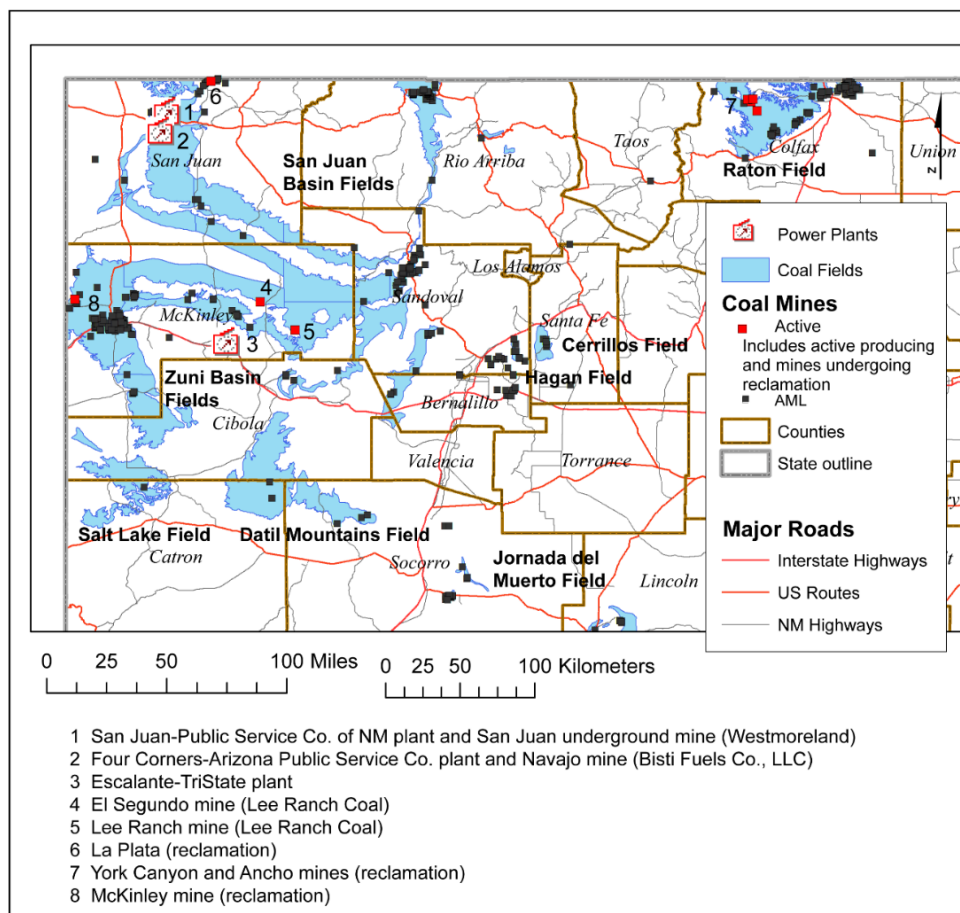 6
1
7
2
San Juan
San Juan
Basin Fields
Rio Arriba
Taos
Colfax
Union
Raton Field
N
Power Plants
Coal Fields
Coal Mines
Active
Includes active producing
and mines undergoing
reclamation
AML
Counties
State outline
Major Roads
Interstate Highways
US Routes
NM Highways
4
8
McKinley
5
3
Los Alamos
Sandoval
Santa Fe
Cerrillos Field
Zuni Basin
Fields
Hagan Field
Bernalillo
Cibola
Valencia
Torrance
Salt Lake Field
Datil Mountains Field
Catron
Socorro
Jornada del
Muerto Field
Lincoln
0 25 50 100 Miles
0 25 50 100 Kilometers
1 San Juan-Public Service Co. of NM plant and San Juan underground mine (Westmoreland)
2 Four Corners-Arizona Public Service Co. plant and Navajo mine (Bisti Fuels Co., LLC)
3 Escalante-TriState plant
4 El Segundo mine (Lee Ranch Coal)
5 Lee Ranch mine (Lee Ranch Coal)
6 La Plata (reclamation)
7 York Canyon and Ancho mines (reclamation)
8 McKinley mine (reclamation)